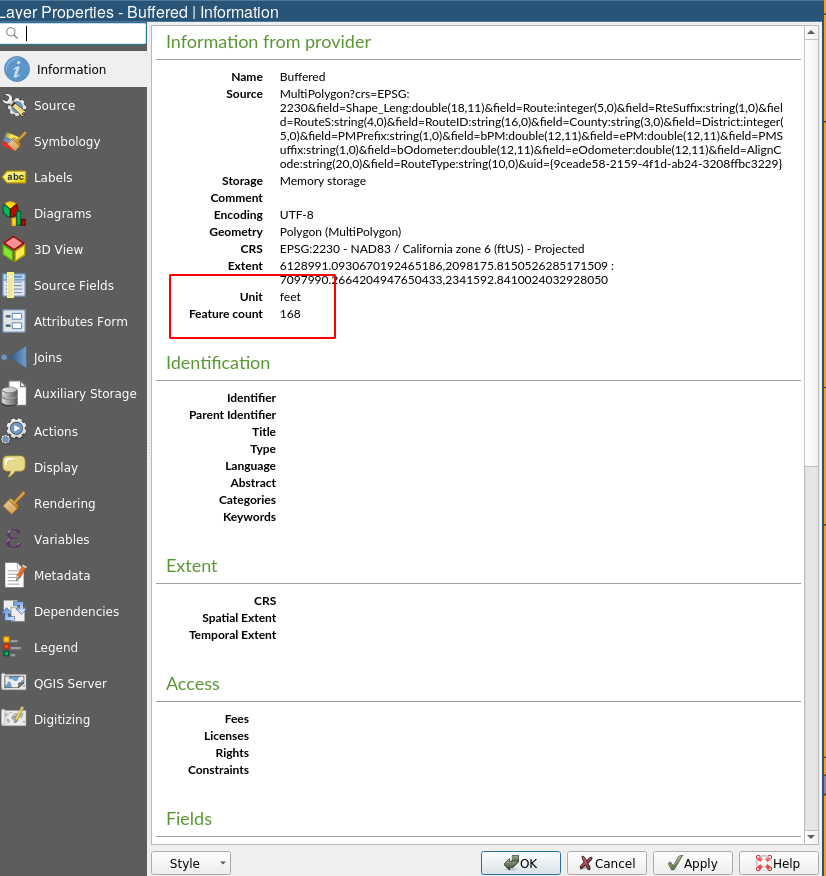 Layer Properties - Buffered | Information
Information
Source
Symbology
abc Labels
Diagrams
3D View
Source Fields
Attributes Form
Joins
Auxiliary Storage
Actions
Display
Rendering
Variables
Metadata
Dependencies
Legend
QGIS Server
Digitizing
Information from provider
Name Buffered
Source MultiPolygon?crs=EPSG:
2230&field=Shape_Leng:double(18,11)&field=Route:integer(5,0)&field=RteSuffix:string(1,0)&fiel
d=RouteS:string(4,0)&field=RouteID:string(16,0)&field=County:string(3,0)&field=District:integer(
5,0)&field=PMPrefix:string(1,0)&field=bPM:double(12,11)&field=ePM:double(12,11)&field=PMS
uffix:string(1,0)&field=bOdometer:double(12,11)&field=eOdometer:double(12,11)&field=AlignC
ode:string(20,0)&field=RouteType:string(10,0)&uid={9ceade58-2159-4f1d-ab24-3208ffbc3229}
Storage Memory storage
Comment
Encoding UTF-8
Geometry Polygon (MultiPolygon)
CRS EPSG:2230 - NAD83 / California zone 6 (ftUS) - Projected
Extent 6128991.0930670192465186,2098175.8150526285171509 :
7097990.2664204947650433,2341592.8410024032928050
Unit feet
Feature count 168
Identification
Identifier
Parent Identifier
Title
Type
Language
Abstract
Categories
Keywords
Extent
CRS
Spatial Extent
Temporal Extent
Access
Fees
Licenses
Rights
Constraints
Fields
Style
OK
Cancel
Apply
Help